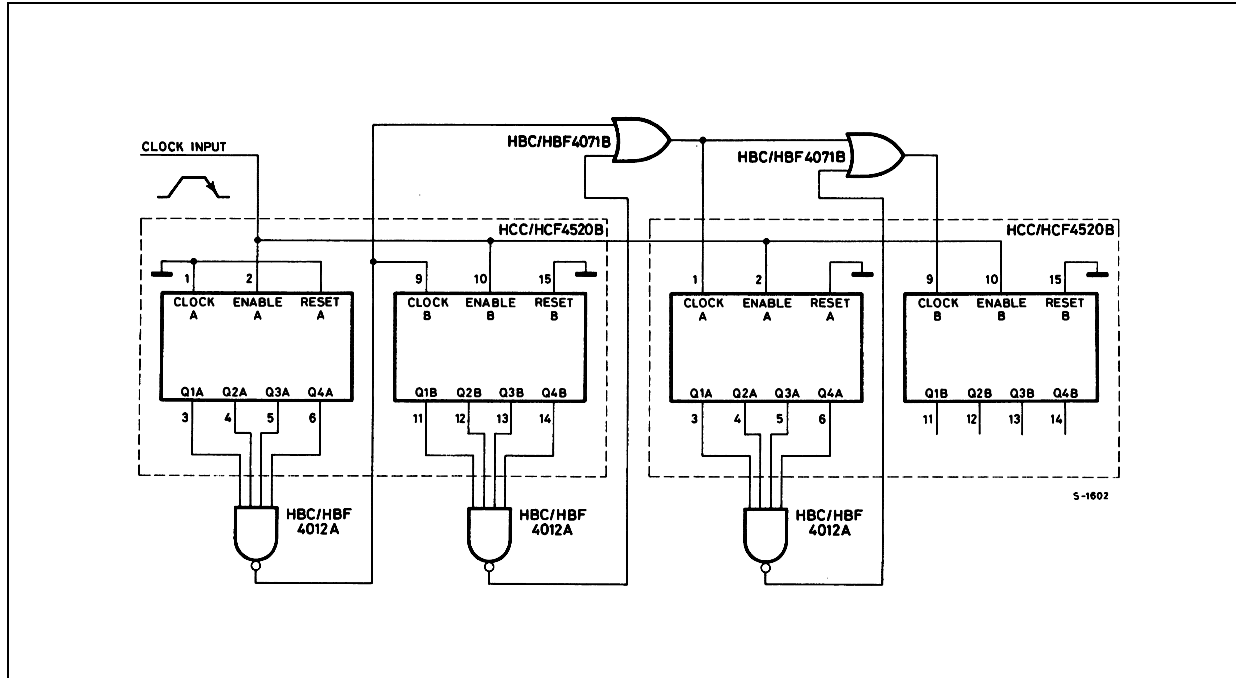 CLOCK INPUT
HBC/HBF4071B
HBC/HBF4071B
HCC/HCF4520B
HCC/HCF4520B
1 2 9 10 15 1 2 9 10 15
CLOCK A
ENABLE A
RESET A
CLOCK B
ENABLE B
RESET B
CLOCK A
ENABLE A
RESET A
CLOCK B
ENABLE B
RESET B
Q1A Q2A Q3A Q4A
Q1B Q2B Q3B Q4B
Q1A Q2A Q3A Q4A
Q1B Q2B Q3B Q4B
3 4 5 6
11 12 13 14
3 4 5 6
11 12 13 14
S-1602
HBC/HBF
4012A
HBC/HBF
4012A
HBC/HBF
4012A